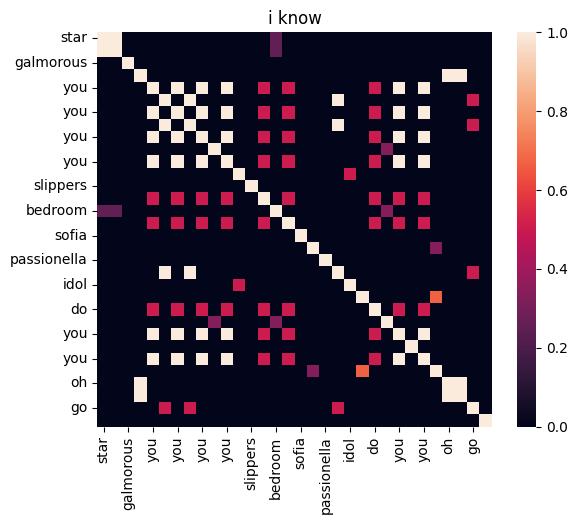 i know
star
galmorous
you
you
you
you
slippers
bedroom
sofia
passionella
idol
do
you
you
oh
go
star
galmorous
you
you
you
you
slippers
bedroom
sofia
passionella
idol
do
you
you
oh
go
1.0
0.8
0.6
0.4
0.2
0.0